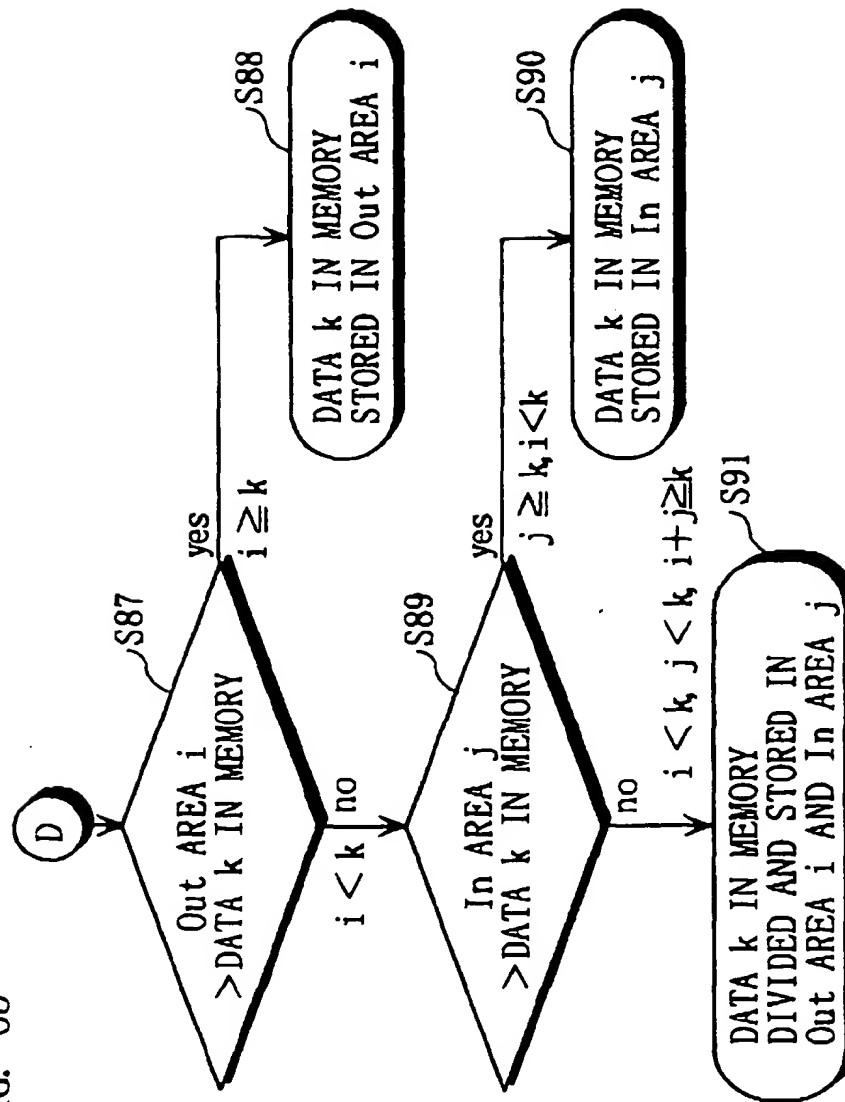 D
S87
Out AREA i
>DATA k IN MEMORY
yes
i ≧ k
S88
DATA k IN MEMORY
STORED IN Out AREA i
no
i < k
S89
In AREA j
>DATA k IN MEMORY
yes
j ≧ k, i<k
S90
DATA k IN MEMORY
STORED IN In AREA j
no
i < k, j < k, i+j≧k
S91
DATA k IN MEMORY
DIVIDED AND STORED IN
Out AREA i AND In AREA j